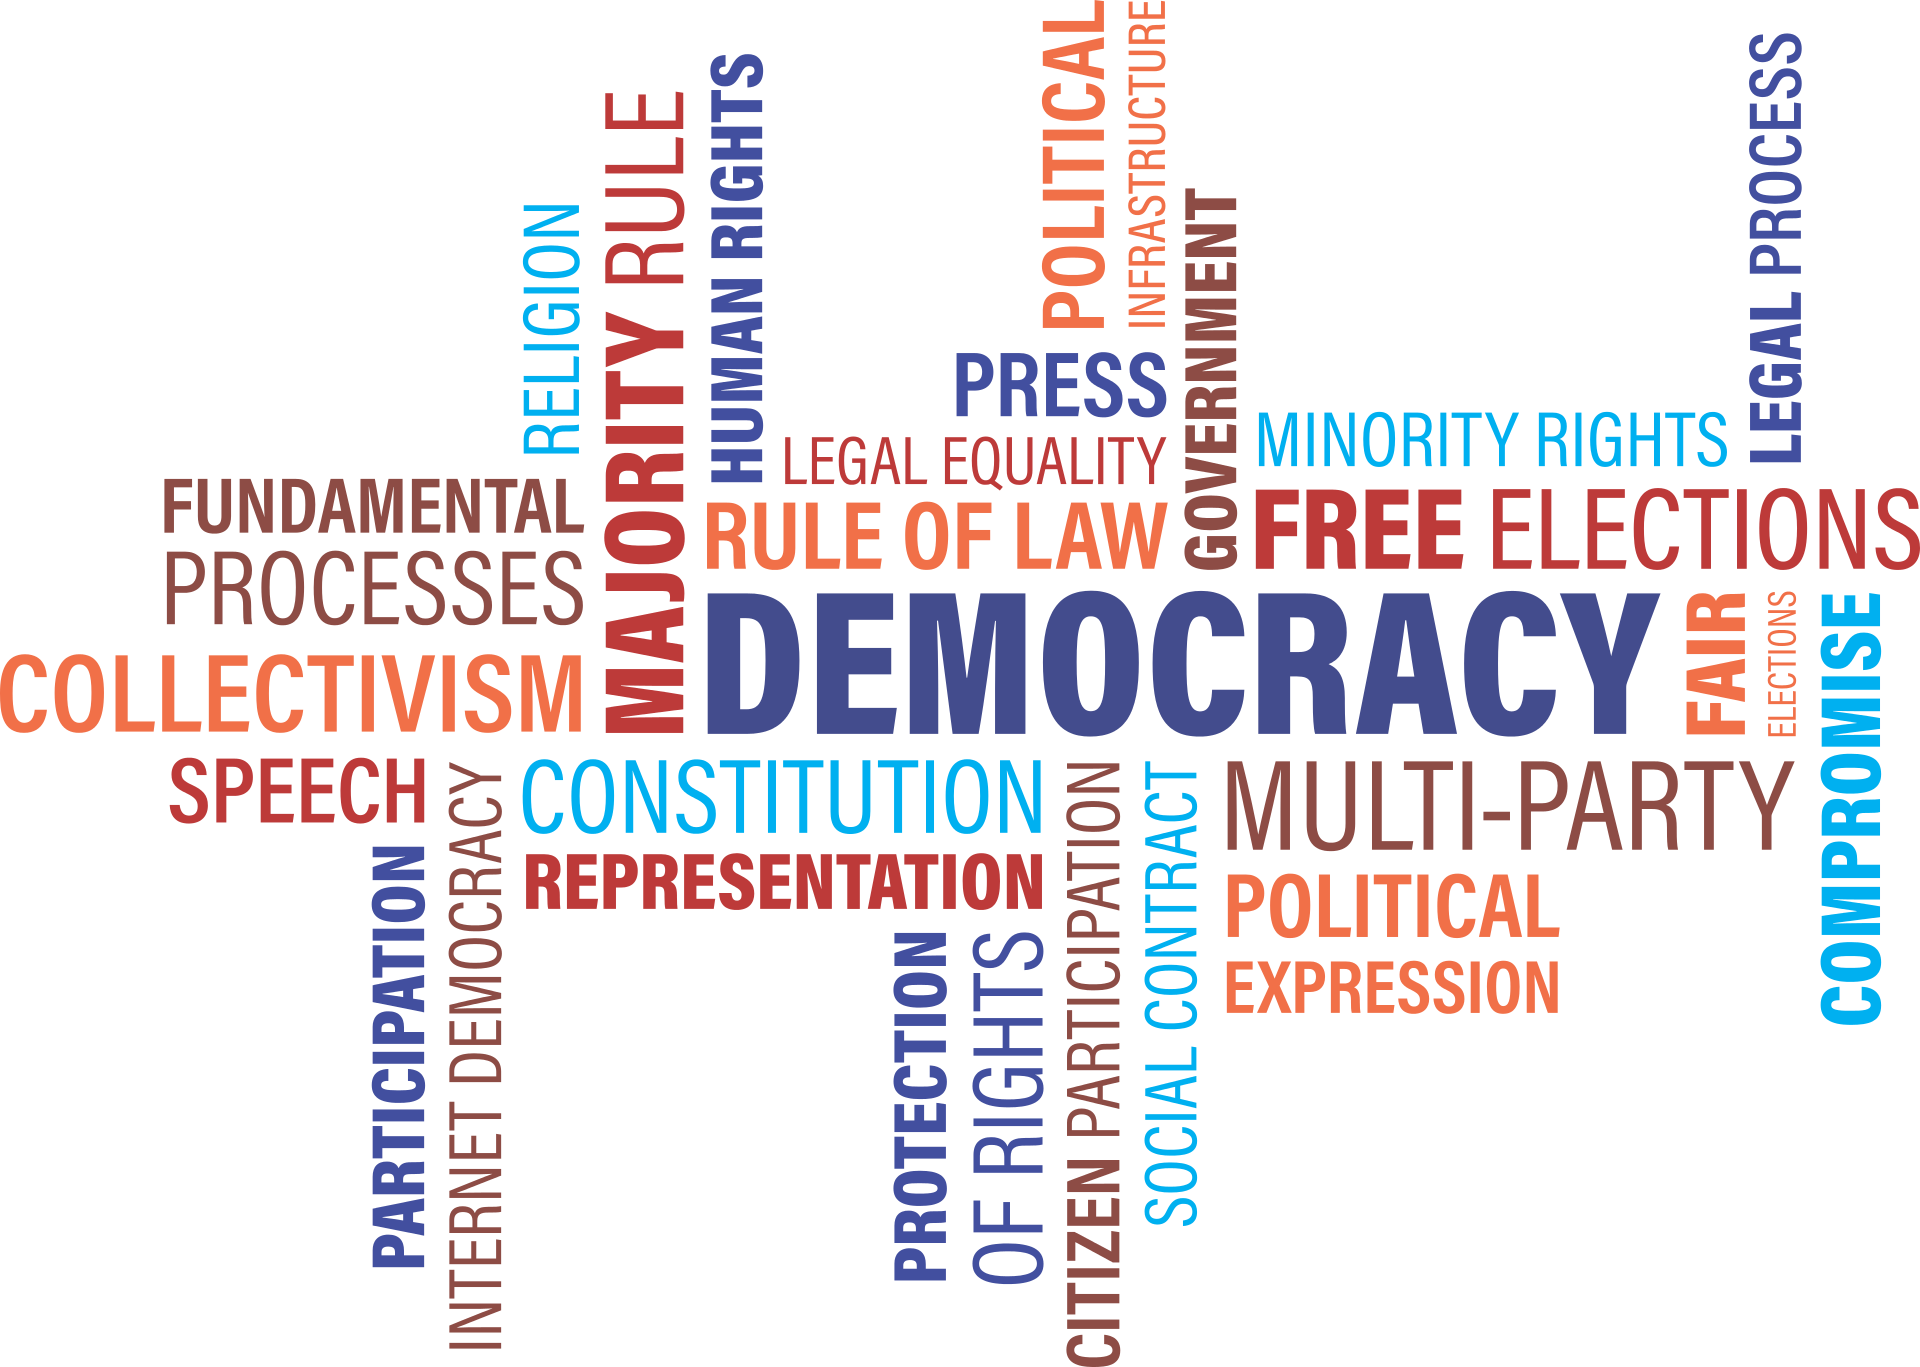 POLITICAL
INFRASTRUCTURE
LEGAL PROCESS
HUMAN RIGHTS
MAJORITY RULE
RELIGION
GOVERNMENT
PRESS
LEGAL EQUALITY
MINORITY RIGHTS
FUNDAMENTAL
PROCESSES
RULE OF LAW
FREE ELECTIONS
COLLECTIVISM
DEMOCRACY
FAIR
ELECTIONS
COMPROMISE
SPEECH
PARTICIPATION
INTERNET DEMOCRACY
CONSTITUTION
REPRESENTATION
PROTECTION
OF RIGHTS
CITIZEN PARTICIPATION
SOCIAL CONTRACT
MULTI-PARTY
POLITICAL
EXPRESSION